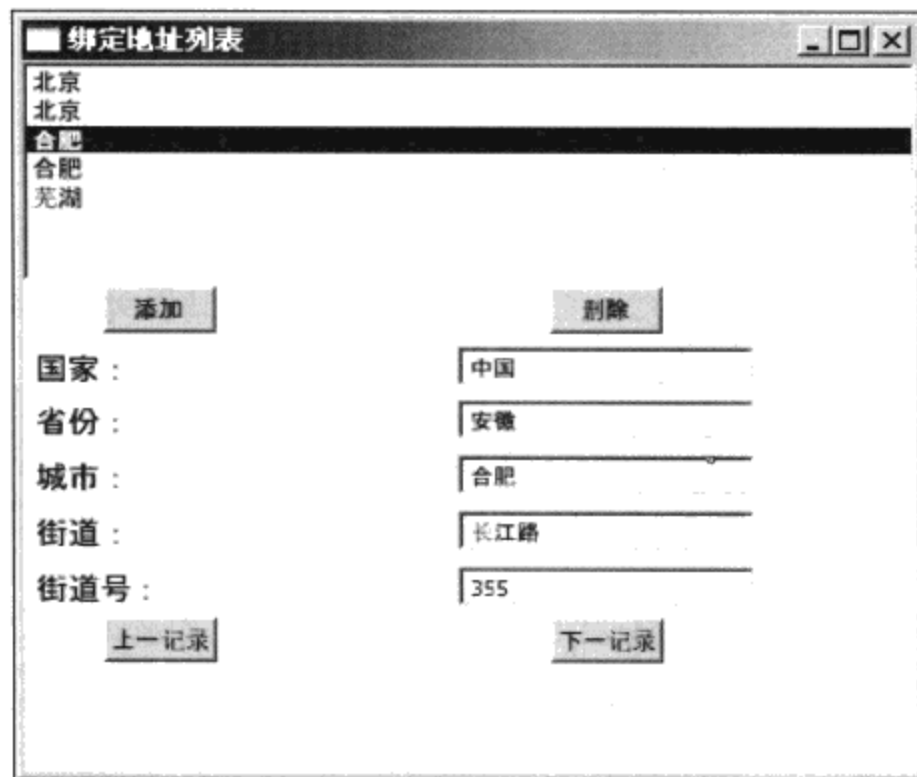 绑定地址列表
北京
北京
合肥
合肥
芜湖
添加 删除
国家： 中国
省份： 安徽
城市： 合肥
街道： 长江路
街道号： 355
上一记录 下一记录